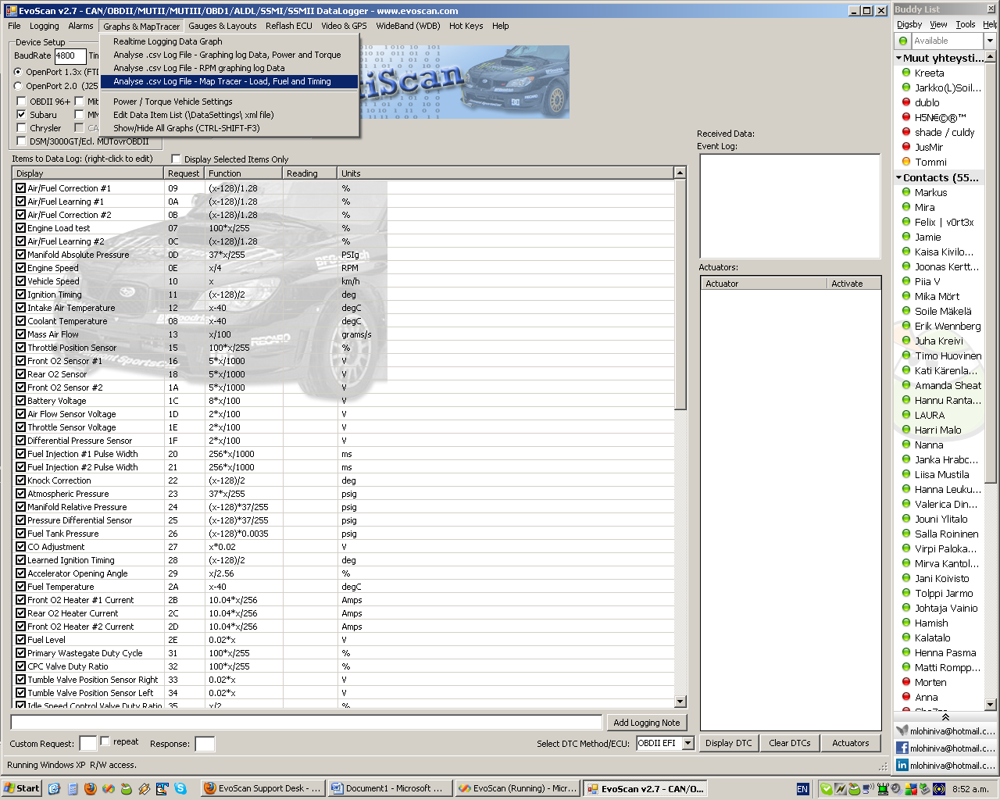 EvoScan v2.7 - CAN/OBDII/MUTII/MUTIII/OBD1/ALDL/SSMI/SSMII DataLogger - www.evoscan.com
File Logging Alarms Graphs & MapTracer Gauges & Layouts Reflash ECU Video & GPS WideBand (WDB) Hot Keys Help
Realtime Logging Data Graph
Analyse .csv Log File - Graphing log Data, Power and Torque
Analyse .csv Log File - RPM graphing log Data
Analyse .csv Log File - Map Tracer - Load, Fuel and Timing
Power / Torque Vehicle Settings
Edit Data Item List (\DataSettings\ xml file)
Show/Hide All Graphs (CTRL-SHIFT-F3)
Device Setup
BaudRate 4800
OpenPort 1.3x (FTD
OpenPort 2.0 (J25
OBDII 96+ Mit
Subaru
Chrysler
DSM/3000GT/Ecl. MUTovrOBDII
Items to Data Log: (right-click to edit) Display Selected Items Only
Display Request Function Reading Units
Air/Fuel Correction #1 09 (x-128)/1.28 %
Air/Fuel Learning #1 0A (x-128)/1.28 %
Air/Fuel Correction #2 0B (x-128)/1.28 %
Engine Load test 07 100*x/255 %
Air/Fuel Learning #2 0C (x-128)/1.28 %
Manifold Absolute Pressure 0D 37*x/255 PSIg
Engine Speed 0E x/4 RPM
Vehicle Speed 10 x km/h
Ignition Timing 11 (x-128)/2 deg
Intake Air Temperature 12 x-40 degC
Coolant Temperature 08 x-40 degC
Mass Air Flow 13 x/100 grams/s
Throttle Position Sensor 15 100*x/255 %
Front O2 Sensor #1 16 5*x/1000 V
Rear O2 Sensor 18 5*x/1000 V
Front O2 Sensor #2 1A 5*x/1000 V
Battery Voltage 1C 8*x/100 V
Air Flow Sensor Voltage 1D 2*x/100 V
Throttle Sensor Voltage 1E 2*x/100 V
Differential Pressure Sensor 1F 2*x/100 V
Fuel Injection #1 Pulse Width 20 256*x/1000 ms
Fuel Injection #2 Pulse Width 21 256*x/1000 ms
Knock Correction 22 (x-128)/2 deg
Atmospheric Pressure 23 37*x/255 psig
Manifold Relative Pressure 24 (x-128)*37/255 psig
Pressure Differential Sensor 25 (x-128)*37/255 psig
Fuel Tank Pressure 26 (x-128)*0.0035 psig
CO Adjustment 27 x*0.02 V
Learned Ignition Timing 28 (x-128)/2 deg
Accelerator Opening Angle 29 x/2.56 %
Fuel Temperature 2A x-40 degC
Front O2 Heater #1 Current 2B 10.04*x/256 Amps
Rear O2 Heater Current 2C 10.04*x/256 Amps
Front O2 Heater #2 Current 2D 10.04*x/256 Amps
Fuel Level 2E 0.02*x V
Primary Wastegate Duty Cycle 31 100*x/255 %
CPC Valve Duty Ratio 32 100*x/255 %
Tumble Valve Position Sensor Right 33 0.02*x V
Tumble Valve Position Sensor Left 34 0.02*x V
Idle Speed Control Valve Duty Ratio 35 x/2 %
Add Logging Note
Custom Request: repeat Response: Select DTC Method/ECU: OBDII EFI Display DTC Clear DTCs Actuators
Running Windows XP R/W access.
Received Data:
Event Log:
Actuators:
Actuator Activate
Buddy List
Digsby View Tools Help
Available
Muut yhteysti...
Kreeta
Jarkko(L)Soil...
dublo
H5N€©®™
shade / culdy
JusMir
Tommi
Contacts (55...
Markus
Mira
Felix | v0rt3x
Jamie
Kaisa Kivilo...
Joonas Kertt...
Piia V
Mika Mört
Soile Mäkelä
Erik Wennberg
Juha Kreivi
Timo Huovinen
Kati Kärenla...
Amanda Sheat
Hannu Ranta...
LAURA
Harri Malo
Nanna
Janka Hrabc...
Liisa Mustila
Hanna Leuku...
Valerica Din...
Jouni Ylitalo
Salla Roininen
Virpi Paloka...
Mirva Kantol...
Jani Koivisto
Tolppi Jarmo
Johtaja Vainio
Hamish
Kalatalo
Henna Pasma
Matti Rompp...
Morten
Anna
mlohiniva@hotmail.c...
mlohiniva@hotmail.c...
mlohiniva@hotmail.c...
Start EvoScan Support Desk - ... Document1 - Microsoft ... EvoScan (Running) - Micr... EvoScan v2.7 - CAN/O... EN 8:52 a.m.